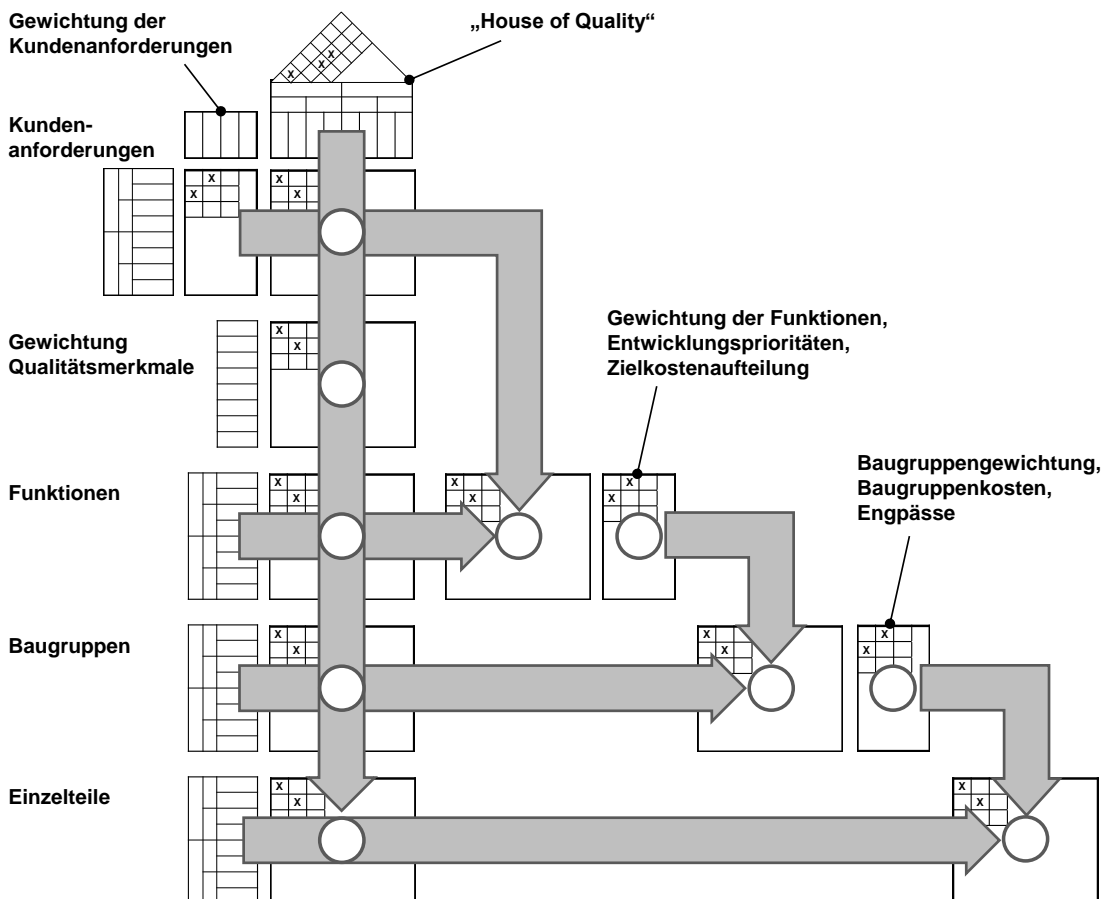 Gewichtung der
Kundenanforderungen
„House of Quality“
Kunden-
anforderungen
x
x
x
x
x
x
x
Gewichtung
Qualitätsmerkmale
x
x
Gewichtung der Funktionen,
Entwicklungsprioritäten,
Zielkostenaufteilung
Baugruppengewichtung,
Baugruppenkosten,
Engpässe
Funktionen
x
x
x
x
x
x
Baugruppen
x
x
x
x
x
x
Einzelteile
x
x
x
x